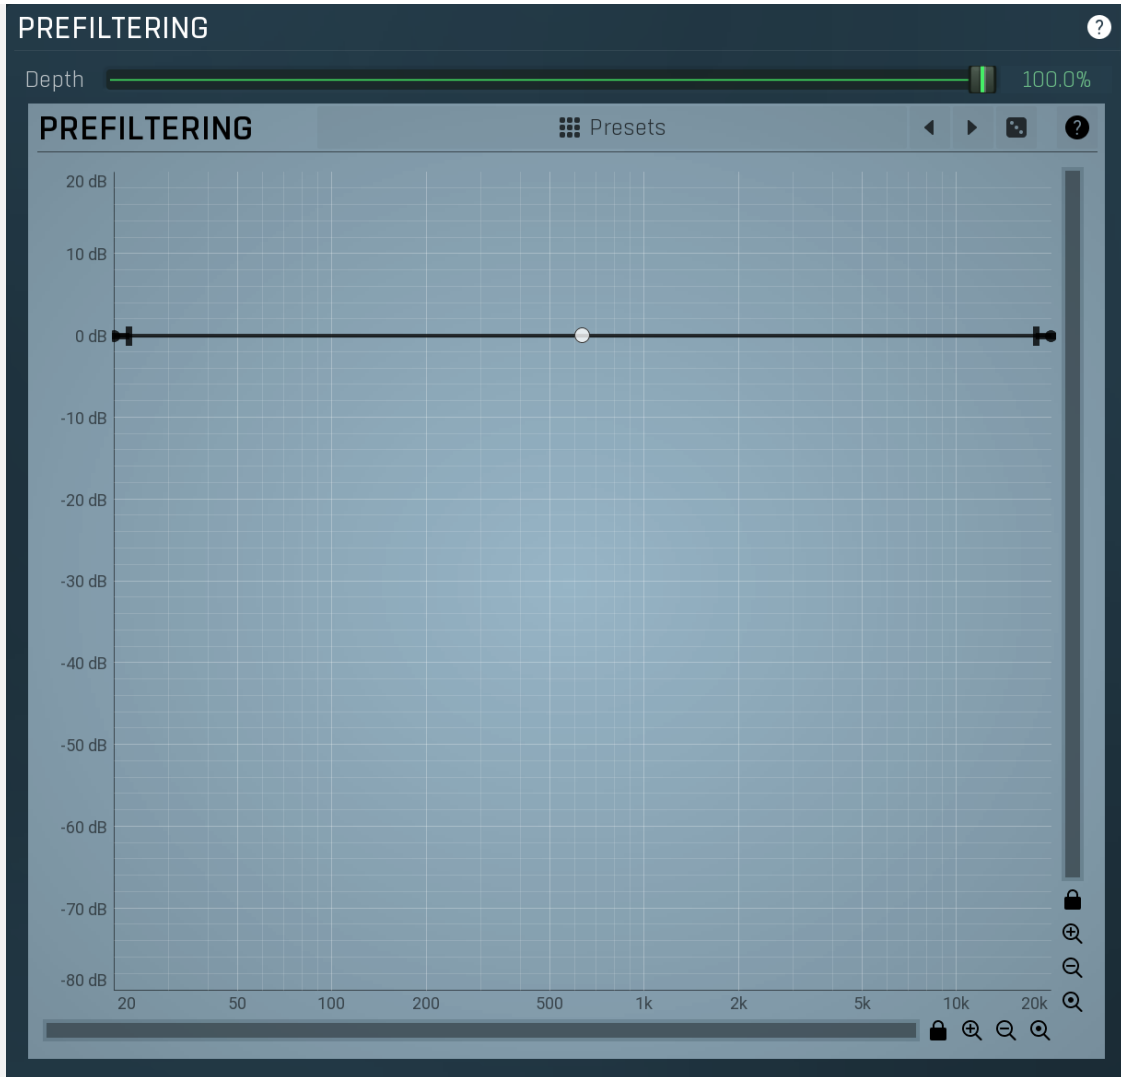 PREFILTERING
?
Depth 100.0%
PREFILTERING Presets ?
20 dB
10 dB
0 dB
-10 dB
-20 dB
-30 dB
-40 dB
-50 dB
-60 dB
-70 dB
-80 dB
20 50 100 200 500 1k 2k 5k 10k 20k